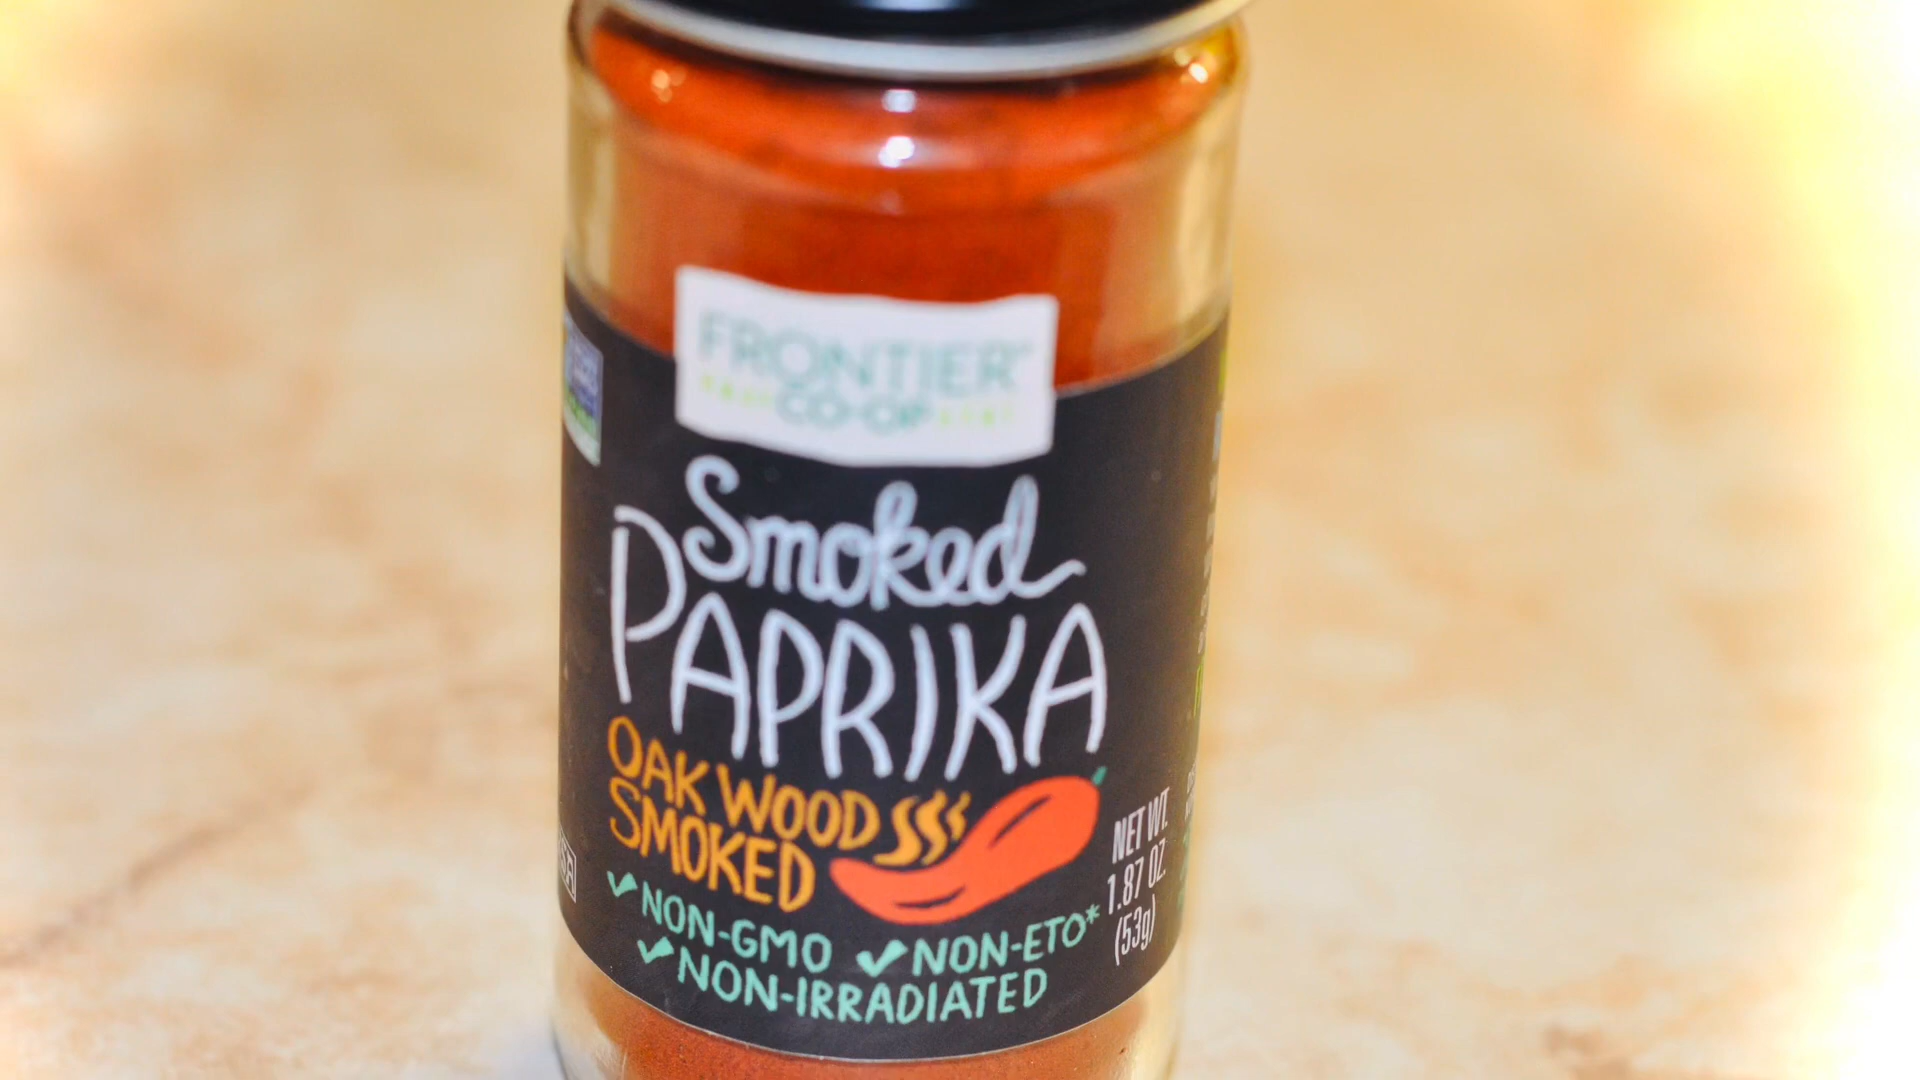 FRONTIER
CO-OP
Smoked
PAPRIKA
OAK WOOD
SMOKED
NON-GMO
NON-ETO*
NON-IRRADIATED
NET WT.
1.87 OZ.
(53g)